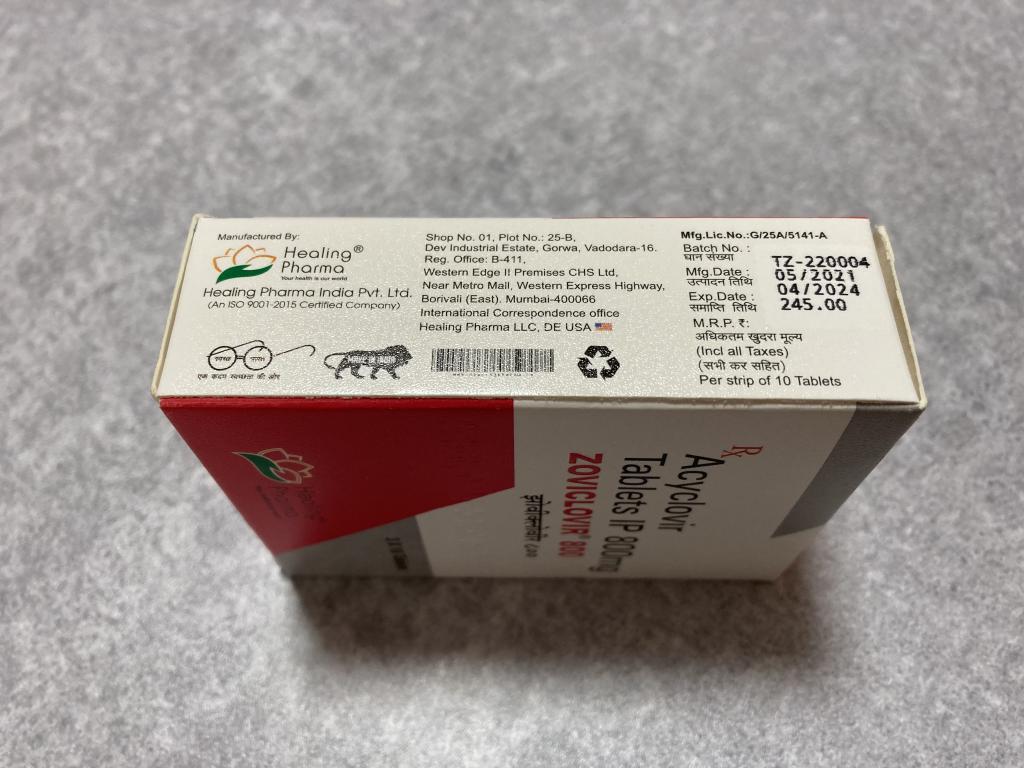 Manufactured By:
Healing®
Pharma
Your health is our world
Healing Pharma India Pvt. Ltd.
(An ISO 9001-2015 Certified Company)
एक कदम स्वच्छता की ओर
MAKE IN INDIA
Shop No. 01, Plot No.: 25-B,
Dev Industrial Estate, Gorwa, Vadodara-16.
Reg. Office: B-411,
Western Edge II Premises CHS Ltd,
Near Metro Mall, Western Express Highway,
Borivali (East). Mumbai-400066
International Correspondence office
Healing Pharma LLC, DE USA
Mfg.Lic.No.:G/25A/5141-A
Batch No. :
घान संख्या
TZ-220004
Mfg.Date :
उत्पादन तिथि
05/2021
Exp.Date :
समाप्ति तिथि
04/2024
245.00
M.R.P. ₹:
अधिकतम खुदरा मूल्य
(Incl all Taxes)
(सभी कर सहित)
Per strip of 10 Tablets
Rx
Acyclovir
Tablets IP 800mg
ZOVICLOVIR® 800
Healing®
Pharma